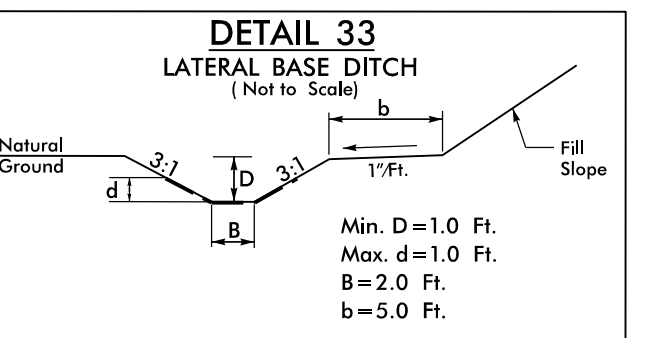 DETAIL 33
LATERAL BASE DITCH
( Not to Scale)
b
Natural
Ground
3:1
D
3:1
1"/Ft.
Fill
Slope
d
B
Min. D=1.0 Ft.
Max. d=1.0 Ft.
B=2.0 Ft.
b=5.0 Ft.